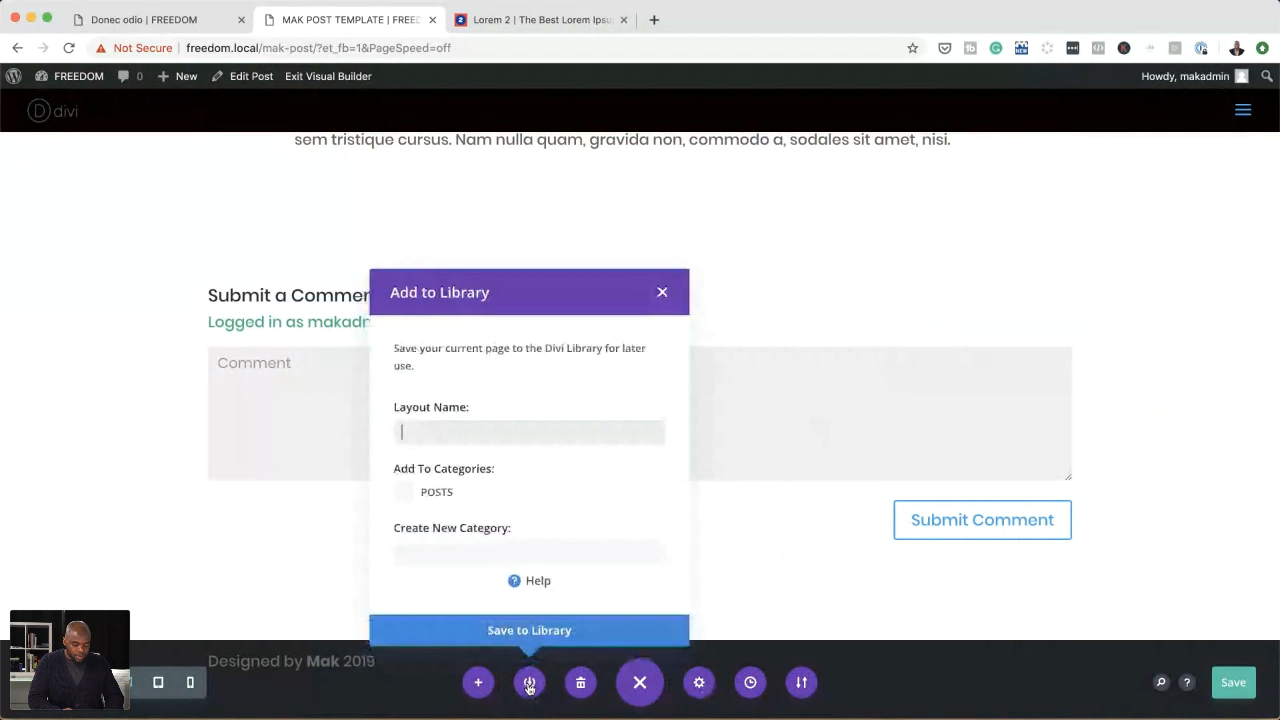 Donec odio | FREEDOM
MAK POST TEMPLATE | FREED
Lorem 2 | The Best Lorem Ipsu
Not Secure
freedom.local/mak-post/?et_fb=1&PageSpeed=off
FREEDOM
0
New
Edit Post
Exit Visual Builder
Howdy, makadmin
D divi
sem tristique cursus. Nam nulla quam, gravida non, commodo a, sodales sit amet, nisi.
Submit a Commen
Logged in as makadm
Comment
Add to Library
Save your current page to the Divi Library for later
use.
Layout Name:
Add To Categories:
POSTS
Create New Category:
? Help
Save to Library
Submit Comment
Designed by Mak 2019
?
Save